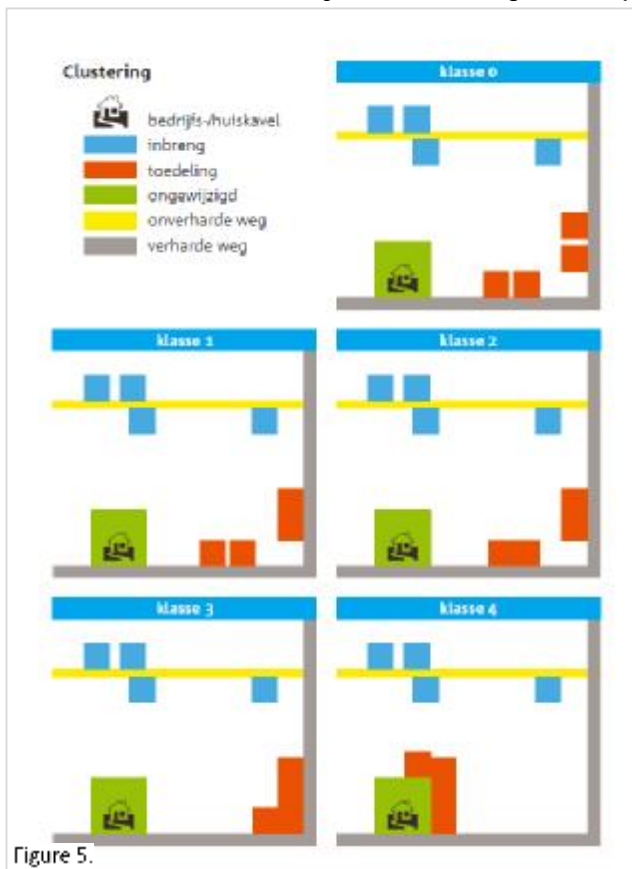 Clustering
bedrijfs-/huiskavel
inbreng
toedeling
ongewijzigd
onverharde weg
verharde weg
klasse 0
klasse 1
klasse 2
klasse 3
klasse 4
Figure 5.